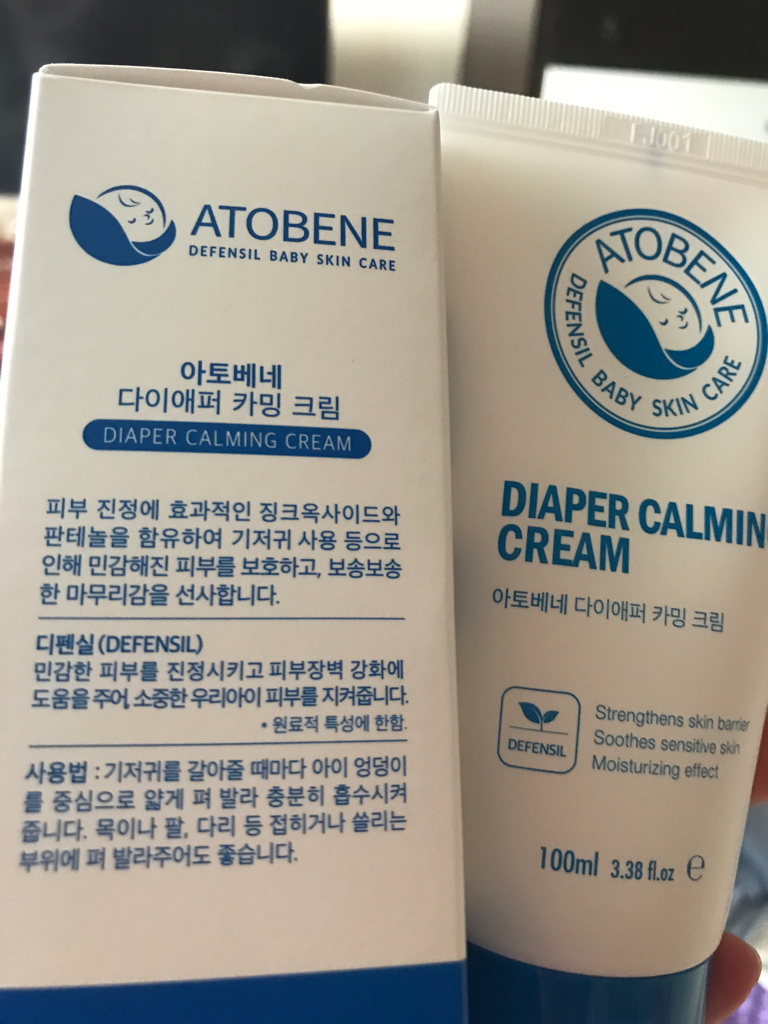 ATOBENE
DEFENSIL BABY SKIN CARE
아토베네
다이애퍼 카밍 크림
DIAPER CALMING CREAM
피부 진정에 효과적인 징크옥사이드와
판테놀을 함유하여 기저귀 사용 등으로
인해 민감해진 피부를 보호하고, 보송보송
한 마무리감을 선사합니다.
디펜실(DEFENSIL)
민감한 피부를 진정시키고 피부장벽 강화에
도움을 주어, 소중한 우리아이 피부를 지켜줍니다.
• 원료적 특성에 한함.
사용법 : 기저귀를 갈아줄 때마다 아이 엉덩이
를 중심으로 얇게 펴 발라 충분히 흡수시켜
줍니다. 목이나 팔, 다리 등 접히거나 쓸리는
부위에 펴 발라주어도 좋습니다.
ATOBENE
DEFENSIL BABY SKIN CARE
DIAPER CALMIN
CREAM
아토베네 다이애퍼 카밍 크림
DEFENSIL
Strengthens skin barrier
Soothes sensitive skin
Moisturizing effect
100ml 3.38 fl.oz ℮